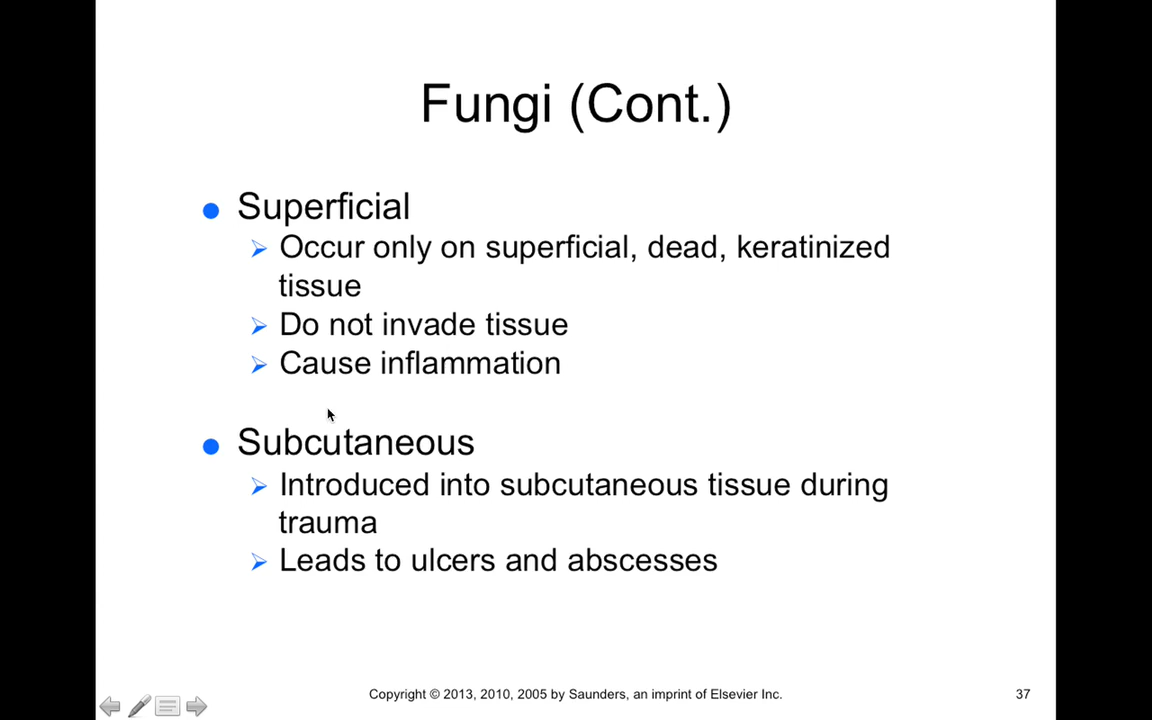 Fungi (Cont.)
Superficial
Occur only on superficial, dead, keratinized
tissue
Do not invade tissue
Cause inflammation
Subcutaneous
Introduced into subcutaneous tissue during
trauma
Leads to ulcers and abscesses
Copyright © 2013, 2010, 2005 by Saunders, an imprint of Elsevier Inc.
37